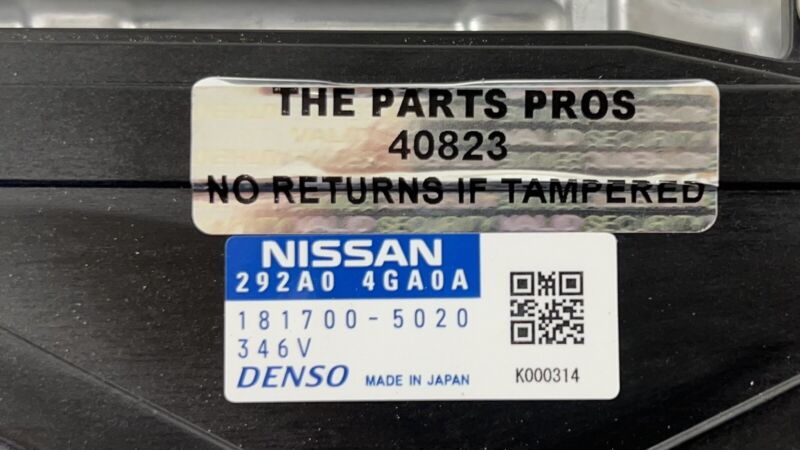 THE PARTS PROS
40823
NO RETURNS IF TAMPERED
NISSAN
292A0 4GA0A
181700-5020
346V
DENSO MADE IN JAPAN
K000314